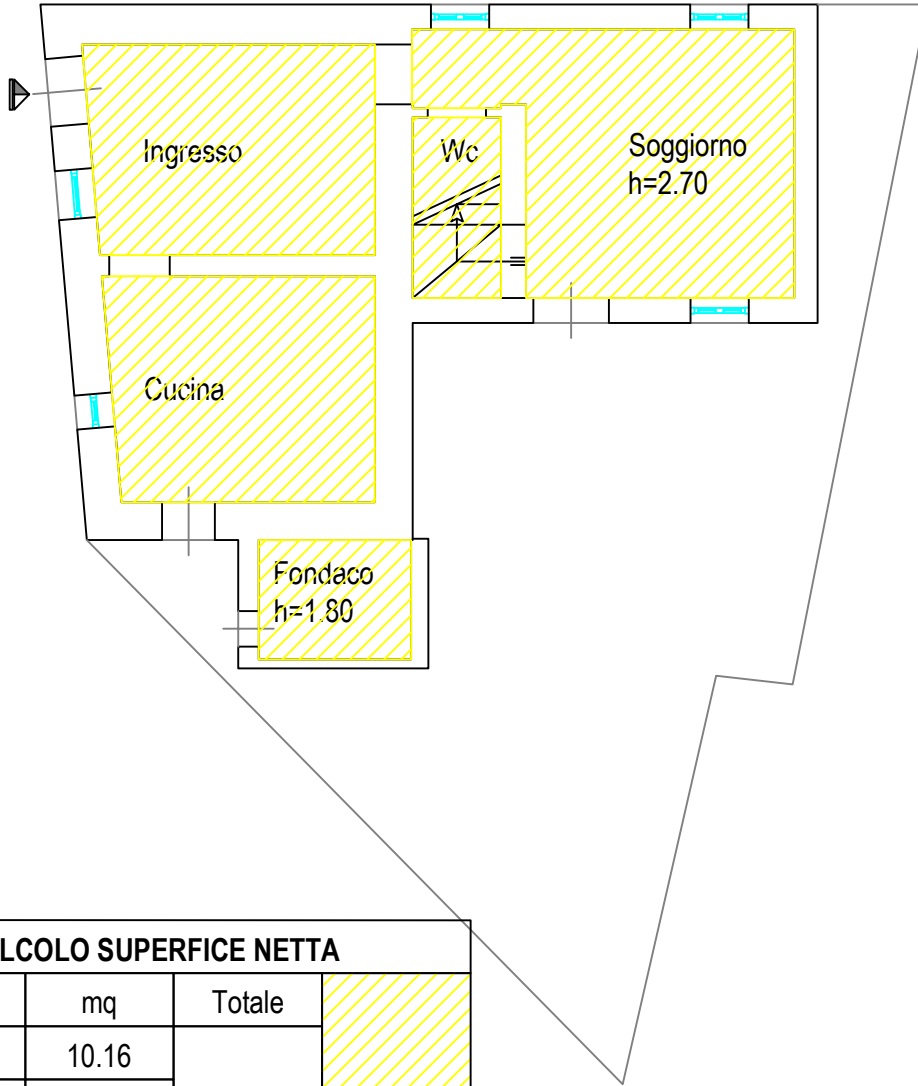 Ingresso
Wc
Soggiorno
h=2.70
Cucina
Fondaco
h=1.80
LCOLO SUPERFICE NETTA
mq
Totale
10.16